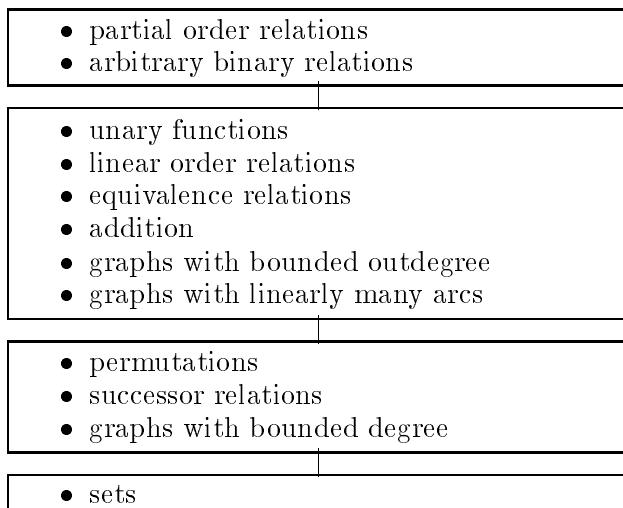 • partial order relations
• arbitrary binary relations
• unary functions
• linear order relations
• equivalence relations
• addition
• graphs with bounded outdegree
• graphs with linearly many arcs
• permutations
• successor relations
• graphs with bounded degree
• sets